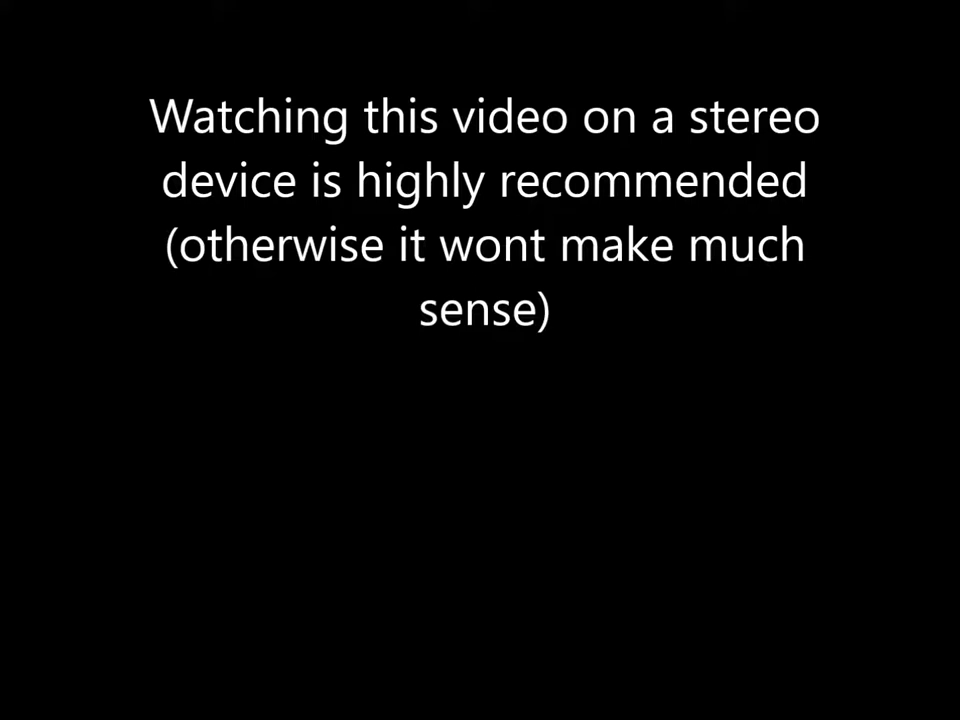 Watching this video on a stereo
device is highly recommended
(otherwise it wont make much
sense)